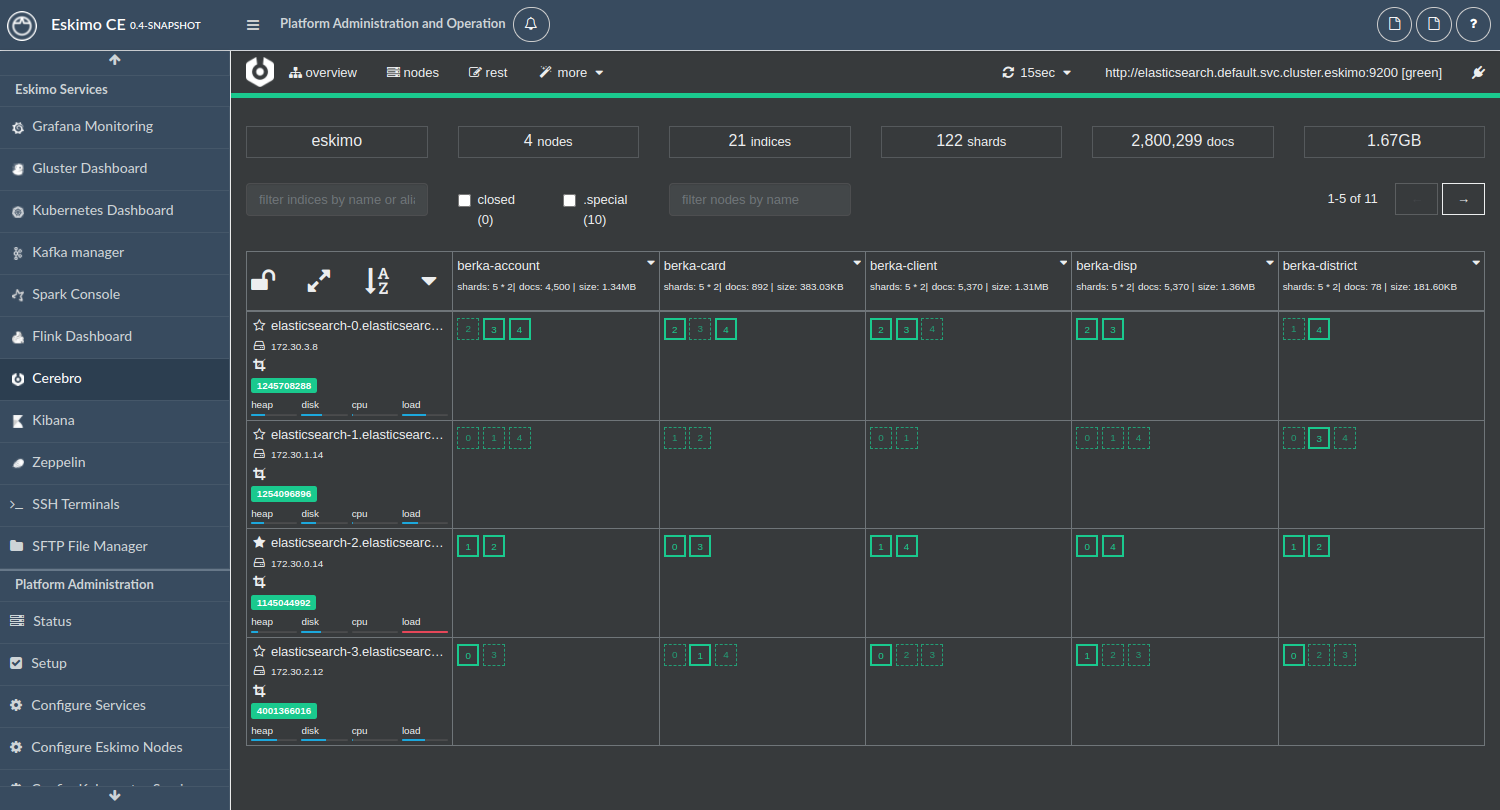 Eskimo CE 0.4-SNAPSHOT
Platform Administration and Operation
?
Eskimo Services
Grafana Monitoring
Gluster Dashboard
Kubernetes Dashboard
Kafka manager
Spark Console
Flink Dashboard
Cerebro
Kibana
Zeppelin
SSH Terminals
SFTP File Manager
Platform Administration
Status
Setup
Configure Services
Configure Eskimo Nodes
overview nodes rest more 15sec http://elasticsearch.default.svc.cluster.eskimo:9200 [green]
eskimo 4 nodes 21 indices 122 shards 2,800,299 docs 1.67GB
filter indices by name or alia closed (0) .special (10) filter nodes by name 1-5 of 11 →
berka-account
shards: 5 * 2| docs: 4,500 | size: 1.34MB
berka-card
shards: 5 * 2| docs: 892 | size: 383.03KB
berka-client
shards: 5 * 2| docs: 5,370 | size: 1.31MB
berka-disp
shards: 5 * 2| docs: 5,370 | size: 1.36MB
berka-district
shards: 5 * 2| docs: 78 | size: 181.60KB
elasticsearch-0.elasticsearc…
172.30.3.8
1245708288
heap disk cpu load
2 3 4
2 3 4
2 3 4
2 3
1 4
elasticsearch-1.elasticsearc…
172.30.1.14
1254096896
heap disk cpu load
0 1 4
1 2
0 1
0 1 4
0 3 4
elasticsearch-2.elasticsearc…
172.30.0.14
1145044992
heap disk cpu load
1 2
0 3
1 4
0 4
1 2
elasticsearch-3.elasticsearc…
172.30.2.12
4001366016
heap disk cpu load
0 3
0 1 4
0 2 3
1 2 3
0 2 3